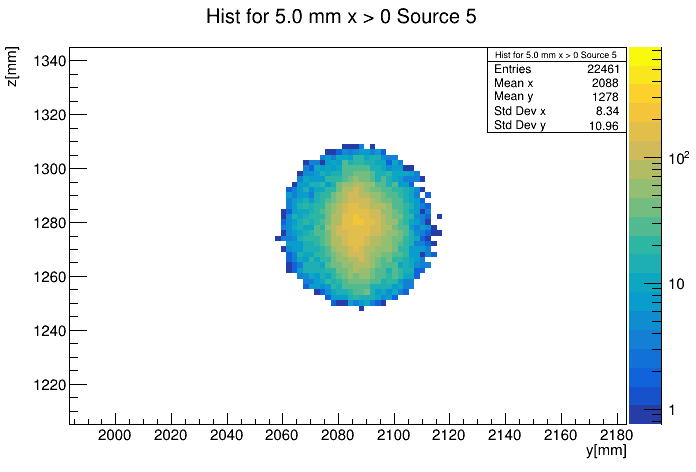 Hist for 5.0 mm x > 0 Source 5
z[mm]
Hist for 5.0 mm x > 0 Source 5
Entries 22461
Mean x 2088
Mean y 1278
Std Dev x 8.34
Std Dev y 10.96
1340
1320
1300
1280
1260
1240
1220
10²
10
1
2000 2020 2040 2060 2080 2100 2120 2140 2160 2180
y[mm]